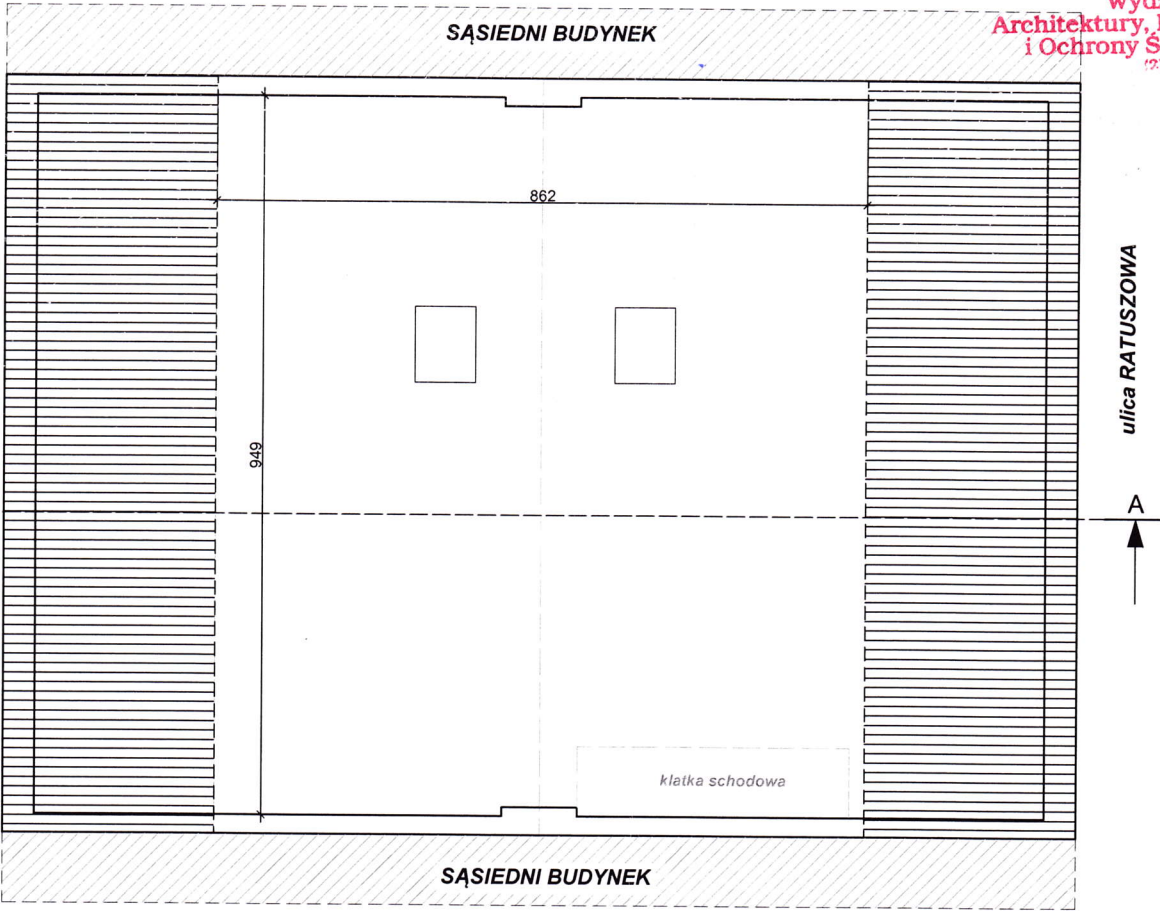 SĄSIEDNI BUDYNEK
Architektury,
i Ochrony
862
ulica RATUSZOWA
949
A
klatka schodowa
SĄSIEDNI BUDYNEK